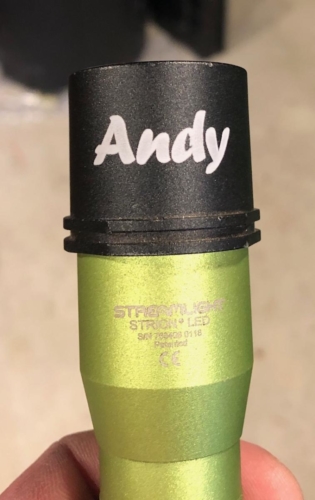 Andy
STREAMLIGHT
STRION® LED
Patented
CE